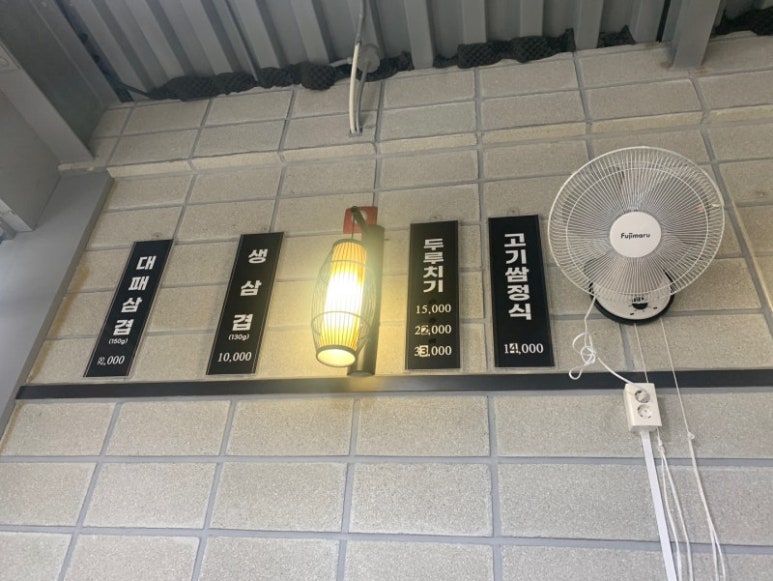 대패삼겹
(150g)
생삼겹
(130g)
10,000
두루치기
15,000
고기쌈정식
Fujimaru